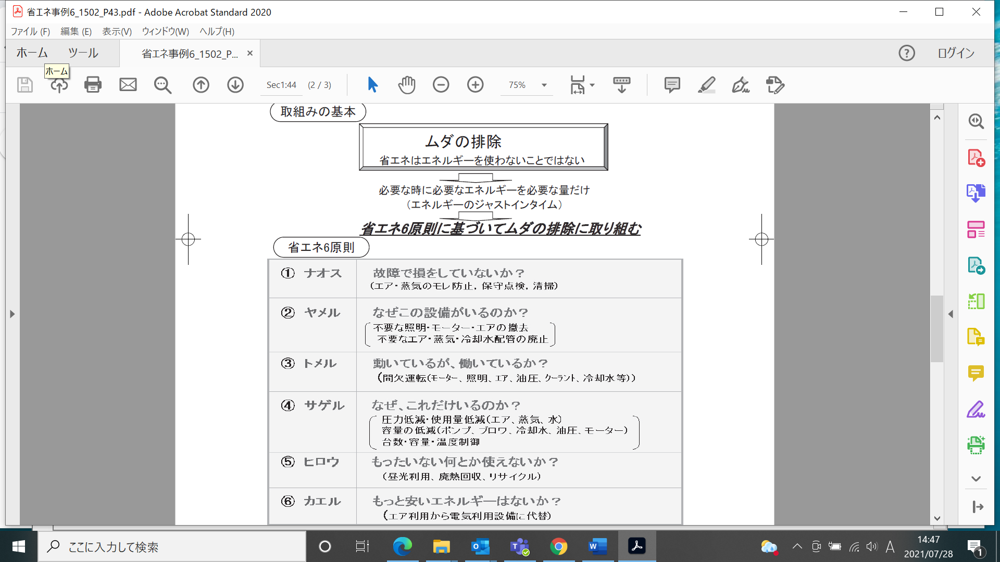 省エネ事例6_1502_P43.pdf - Adobe Acrobat Standard 2020
ファイル (F) 編集 (E) 表示(V) ウィンドウ(W) ヘルプ(H)
ホーム ツール 省エネ事例6_1502_P... × ? ログイン
ホーム
Sec1:44 (2 / 3) 75%
取組みの基本
ムダの排除
省エネはエネルギーを使わないことではない
必要な時に必要なエネルギーを必要な量だけ
（エネルギーのジャストインタイム）
省エネ6原則に基づいてムダの排除に取り組む
省エネ6原則
① ナオス 故障で損をしていないか？
（エア・蒸気のモレ防止，保守点検，清掃）
② ヤメル なぜこの設備がいるのか？
不要な照明・モーター・エアの撤去
不要なエア・蒸気・冷却水配管の廃止
③ トメル 動いているが、働いているか？
（間欠運転（モーター、照明、エア、油圧、クーラント、冷却水等））
④ サゲル なぜ、これだけいるのか？
圧力低減・使用量低減（エア、蒸気、水）
容量の低減（ポンプ、ブロワ、冷却水、油圧、モーター）
台数・容量・温度制御
⑤ ヒロウ もったいない何とか使えないか？
（昼光利用、廃熱回収、リサイクル）
⑥ カエル もっと安いエネルギーはないか？
（エア利用から電気利用設備に代替）
ここに入力して検索
A 14:47
2021/07/28
1